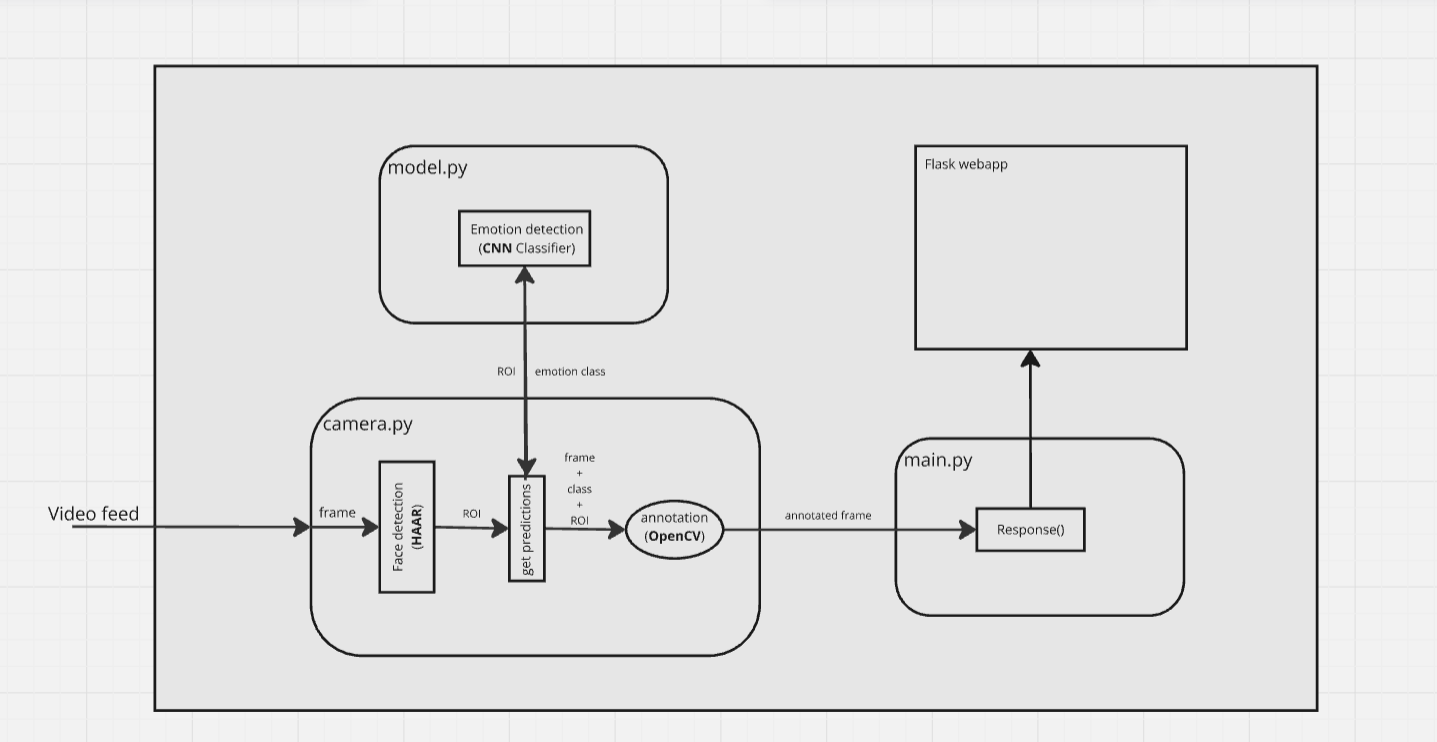 model.py
Emotion detection
(CNN Classifier)
Flask webapp
ROI
emotion class
camera.py
Video feed
frame
Face detection
(HAAR)
ROI
get predictions
frame
+
class
+
ROI
annotation
(OpenCV)
annotated frame
main.py
Response()